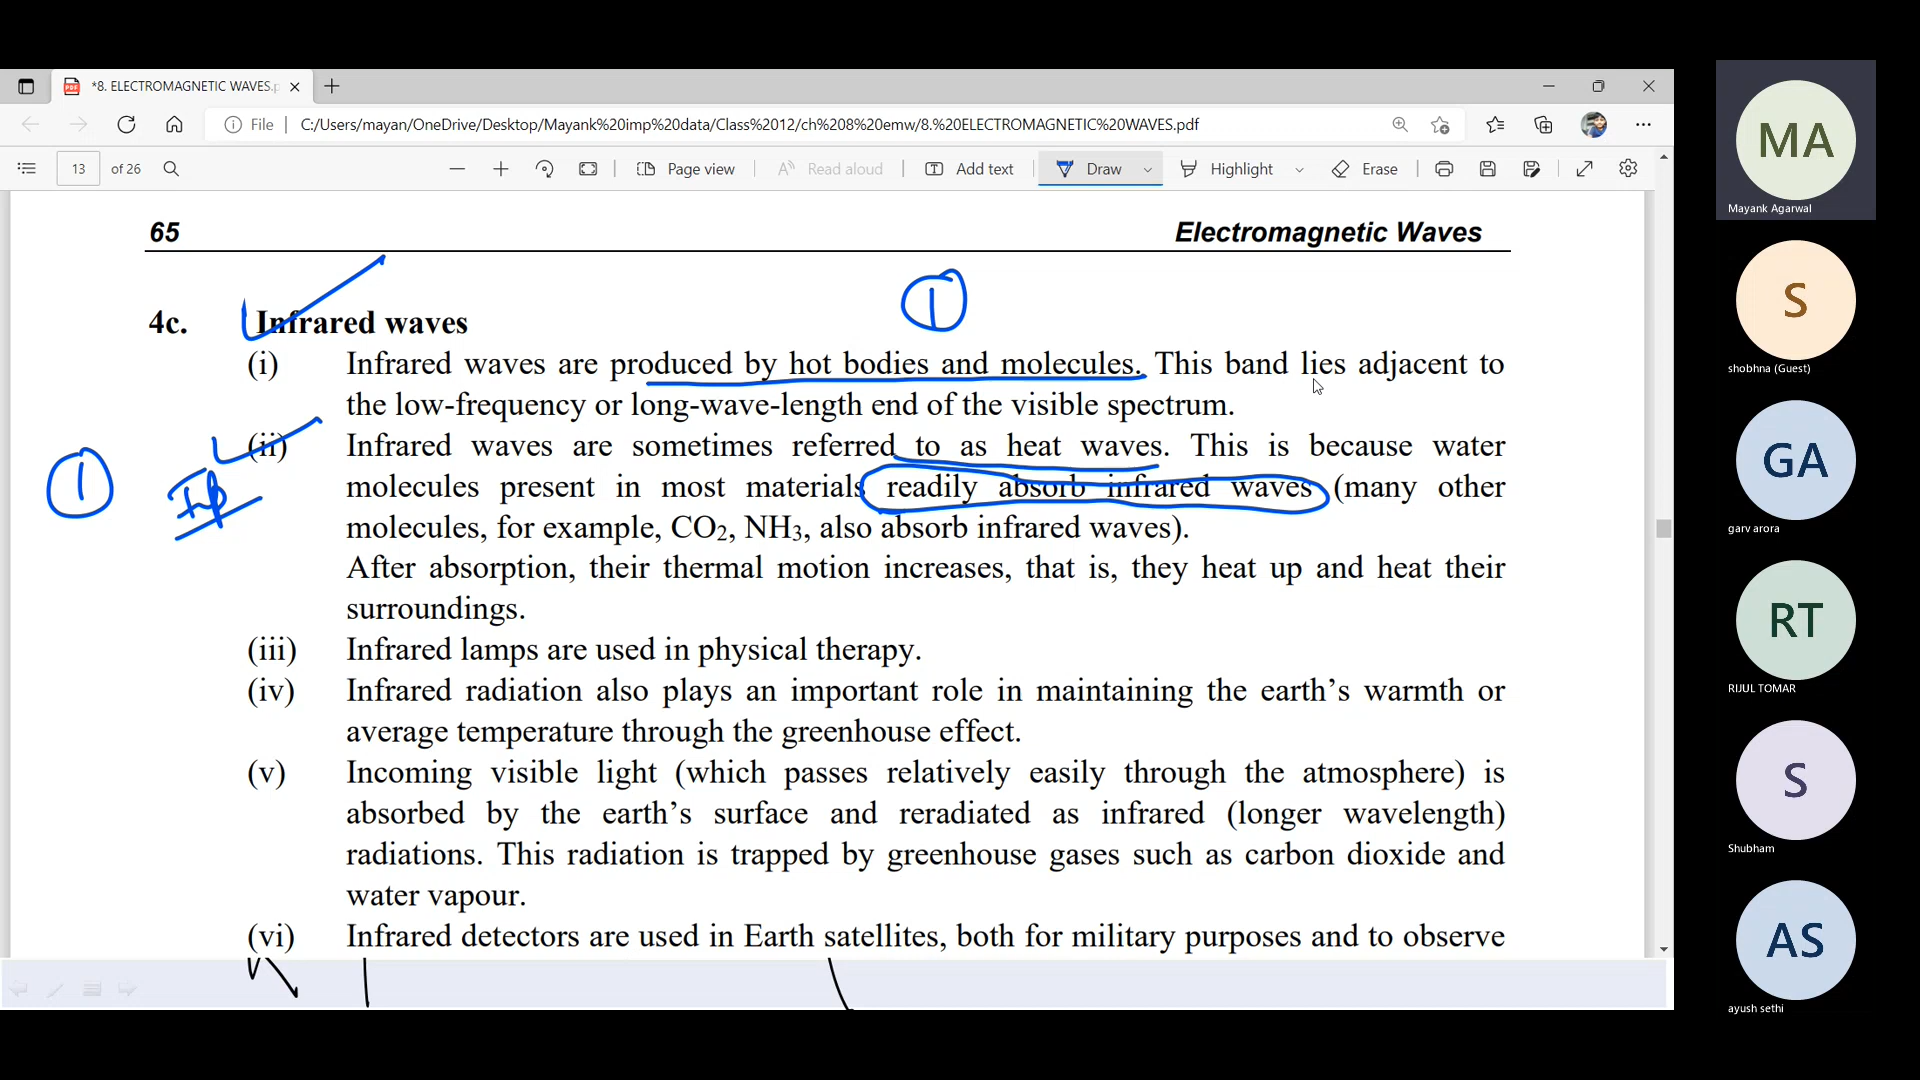 *8. ELECTROMAGNETIC WAVES.p
File | C:/Users/mayan/OneDrive/Desktop/Mayank%20imp%20data/Class%2012/ch%208%20emw/8.%20ELECTROMAGNETIC%20WAVES.pdf
13 of 26 Page view Read aloud Add text Draw Highlight Erase
65 Electromagnetic Waves
1
4c. Infrared waves
(i) Infrared waves are produced by hot bodies and molecules. This band lies adjacent to
the low-frequency or long-wave-length end of the visible spectrum.
(ii) Infrared waves are sometimes referred to as heat waves. This is because water
1 Imp molecules present in most materials readily absorb infrared waves (many other
molecules, for example, CO₂, NH₃, also absorb infrared waves).
After absorption, their thermal motion increases, that is, they heat up and heat their
surroundings.
(iii) Infrared lamps are used in physical therapy.
(iv) Infrared radiation also plays an important role in maintaining the earth’s warmth or
average temperature through the greenhouse effect.
(v) Incoming visible light (which passes relatively easily through the atmosphere) is
absorbed by the earth’s surface and reradiated as infrared (longer wavelength)
radiations. This radiation is trapped by greenhouse gases such as carbon dioxide and
water vapour.
(vi) Infrared detectors are used in Earth satellites, both for military purposes and to observe
MA
Mayank Agarwal
S
shobhna (Guest)
GA
garv arora
RT
RIJUL TOMAR
S
Shubham
AS
ayush sethi